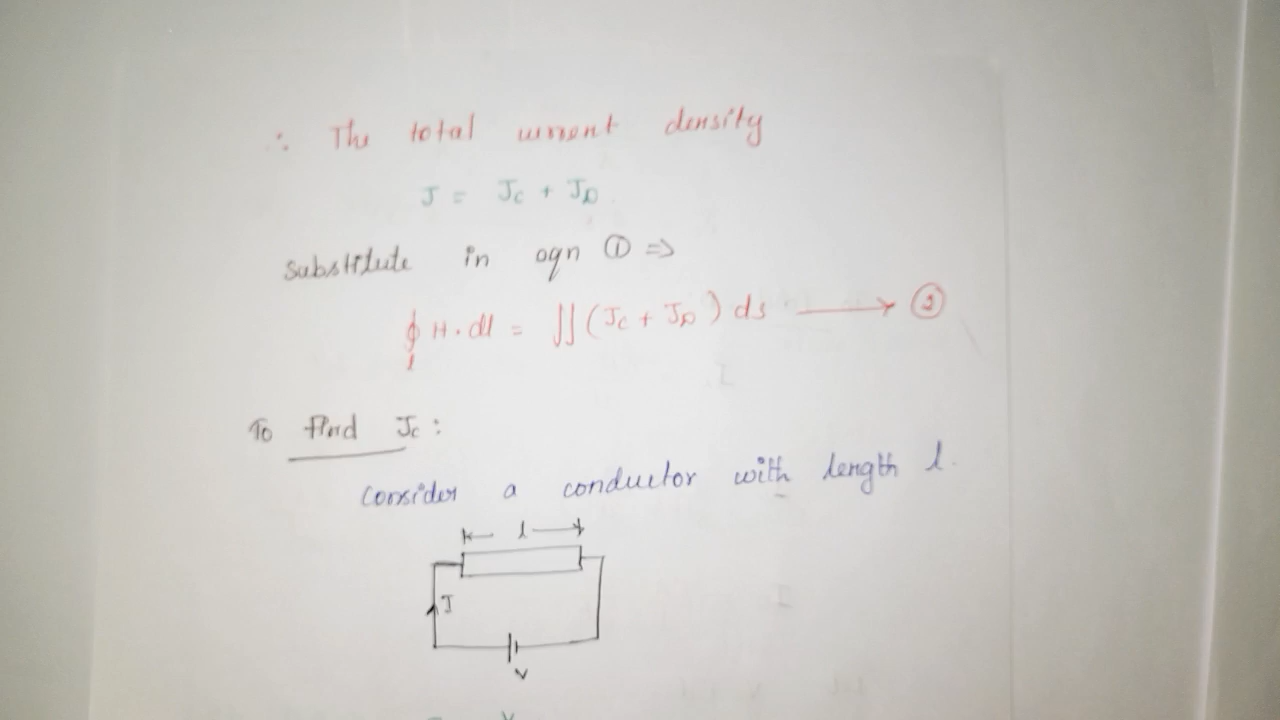 ∴ The total current density
J = Jc + JD
substitute in eqn ① ⇒
∮ H . dl = ∬ (Jc + JD) ds ⟶ ②
l
To find Jc :
consider a conductor with length l.
l
I
V
V